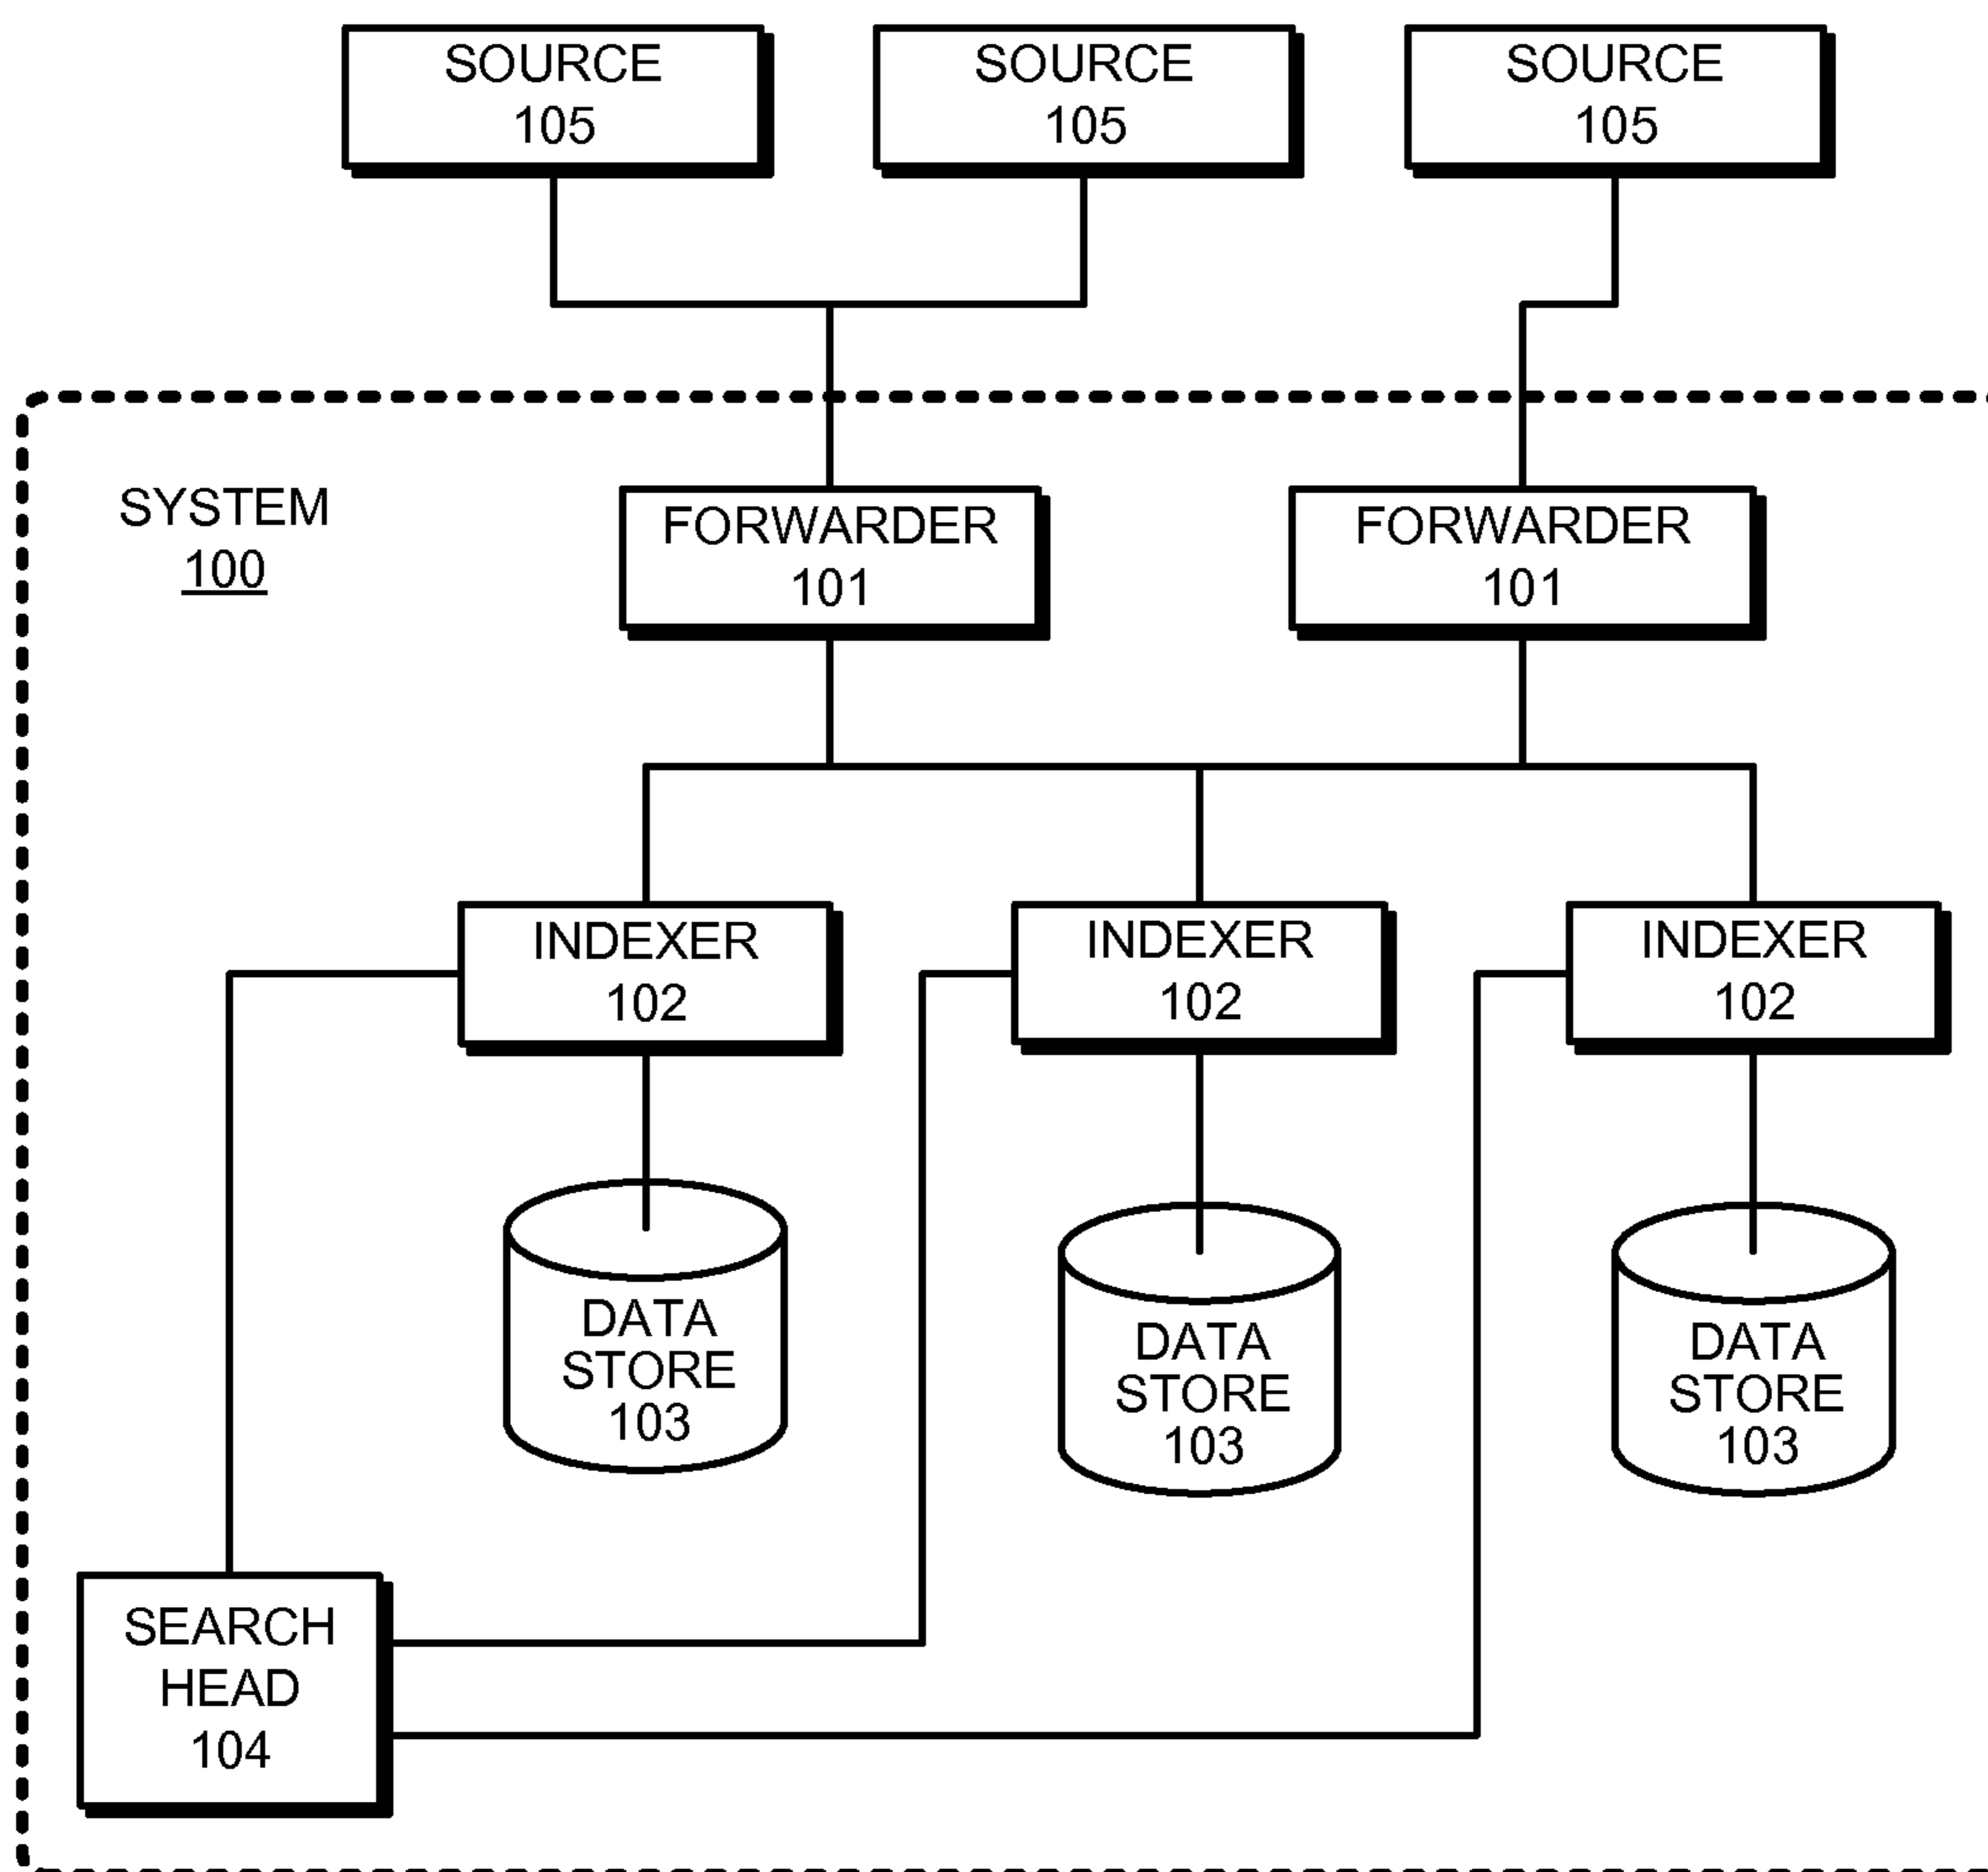 SOURCE
105
SOURCE
105
SOURCE
105
SYSTEM
100
FORWARDER
101
FORWARDER
101
INDEXER
102
INDEXER
102
INDEXER
102
DATA
STORE
103
DATA
STORE
103
DATA
STORE
103
SEARCH
HEAD
104